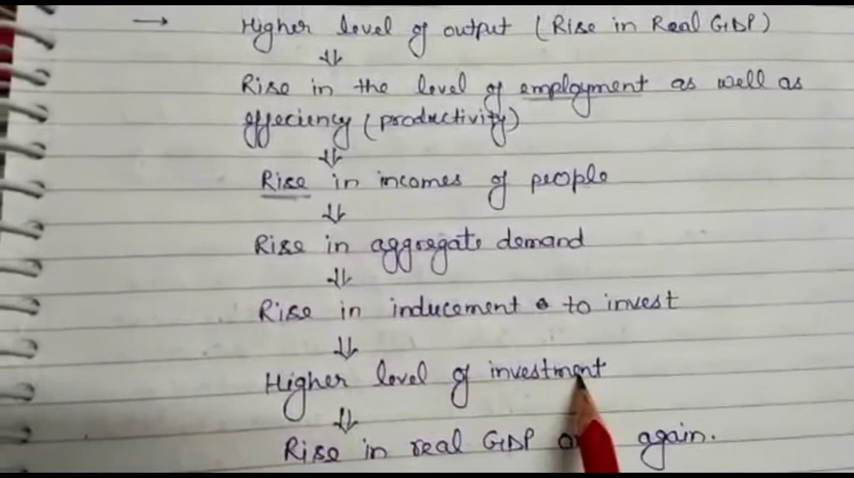 → Higher level of output (Rise in Real GDP)
⇓
Rise in the level of employment as well as
effeciency (productivity)
⇓
Rise in incomes of people
⇓
Rise in aggregate demand
⇓
Rise in inducement to invest
⇓
Higher level of investment
⇓
Rise in real GDP again.